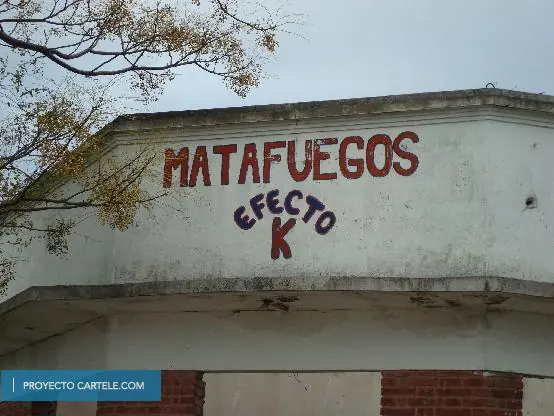 MATAFUEGOS
EFECTO
K
PROYECTO CARTELE.COM